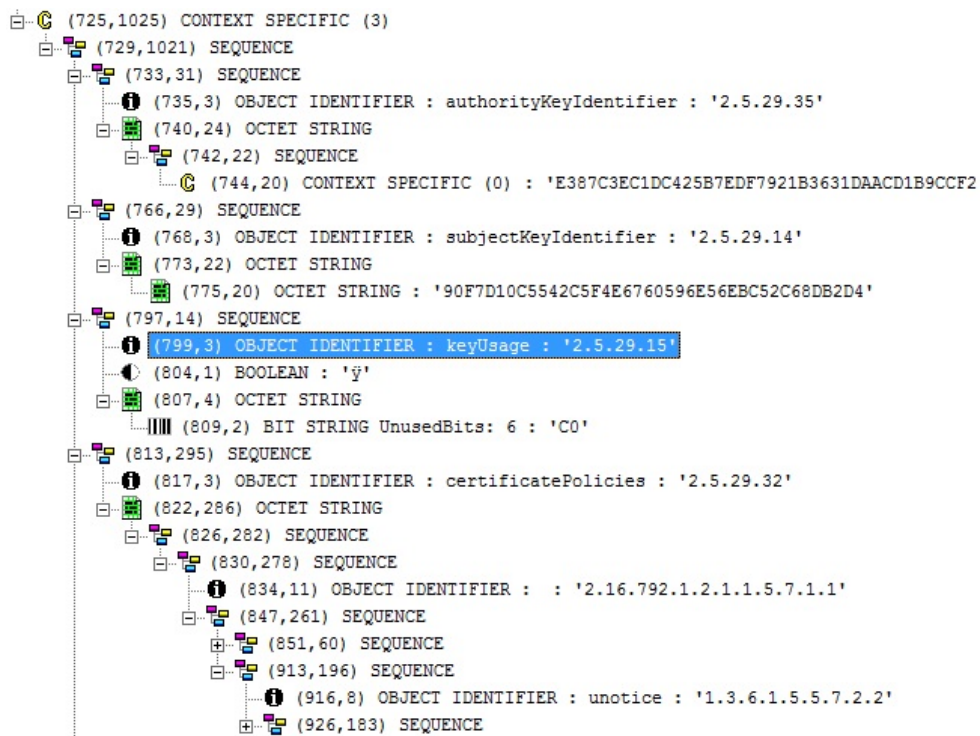 (725,1025) CONTEXT SPECIFIC (3)
(729,1021) SEQUENCE
(733,31) SEQUENCE
(735,3) OBJECT IDENTIFIER : authorityKeyIdentifier : '2.5.29.35'
(740,24) OCTET STRING
(742,22) SEQUENCE
(744,20) CONTEXT SPECIFIC (0) : 'E387C3EC1DC425B7EDF7921B3631DAACD1B9CCF2
(766,29) SEQUENCE
(768,3) OBJECT IDENTIFIER : subjectKeyIdentifier : '2.5.29.14'
(773,22) OCTET STRING
(775,20) OCTET STRING : '90F7D10C5542C5F4E6760596E56EBC52C68DB2D4'
(797,14) SEQUENCE
(799,3) OBJECT IDENTIFIER : keyUsage : '2.5.29.15'
(804,1) BOOLEAN : 'ÿ'
(807,4) OCTET STRING
(809,2) BIT STRING UnusedBits: 6 : 'C0'
(813,295) SEQUENCE
(817,3) OBJECT IDENTIFIER : certificatePolicies : '2.5.29.32'
(822,286) OCTET STRING
(826,282) SEQUENCE
(830,278) SEQUENCE
(834,11) OBJECT IDENTIFIER :  : '2.16.792.1.2.1.1.5.7.1.1'
(847,261) SEQUENCE
(851,60) SEQUENCE
(913,196) SEQUENCE
(916,8) OBJECT IDENTIFIER : unotice : '1.3.6.1.5.5.7.2.2'
(926,183) SEQUENCE